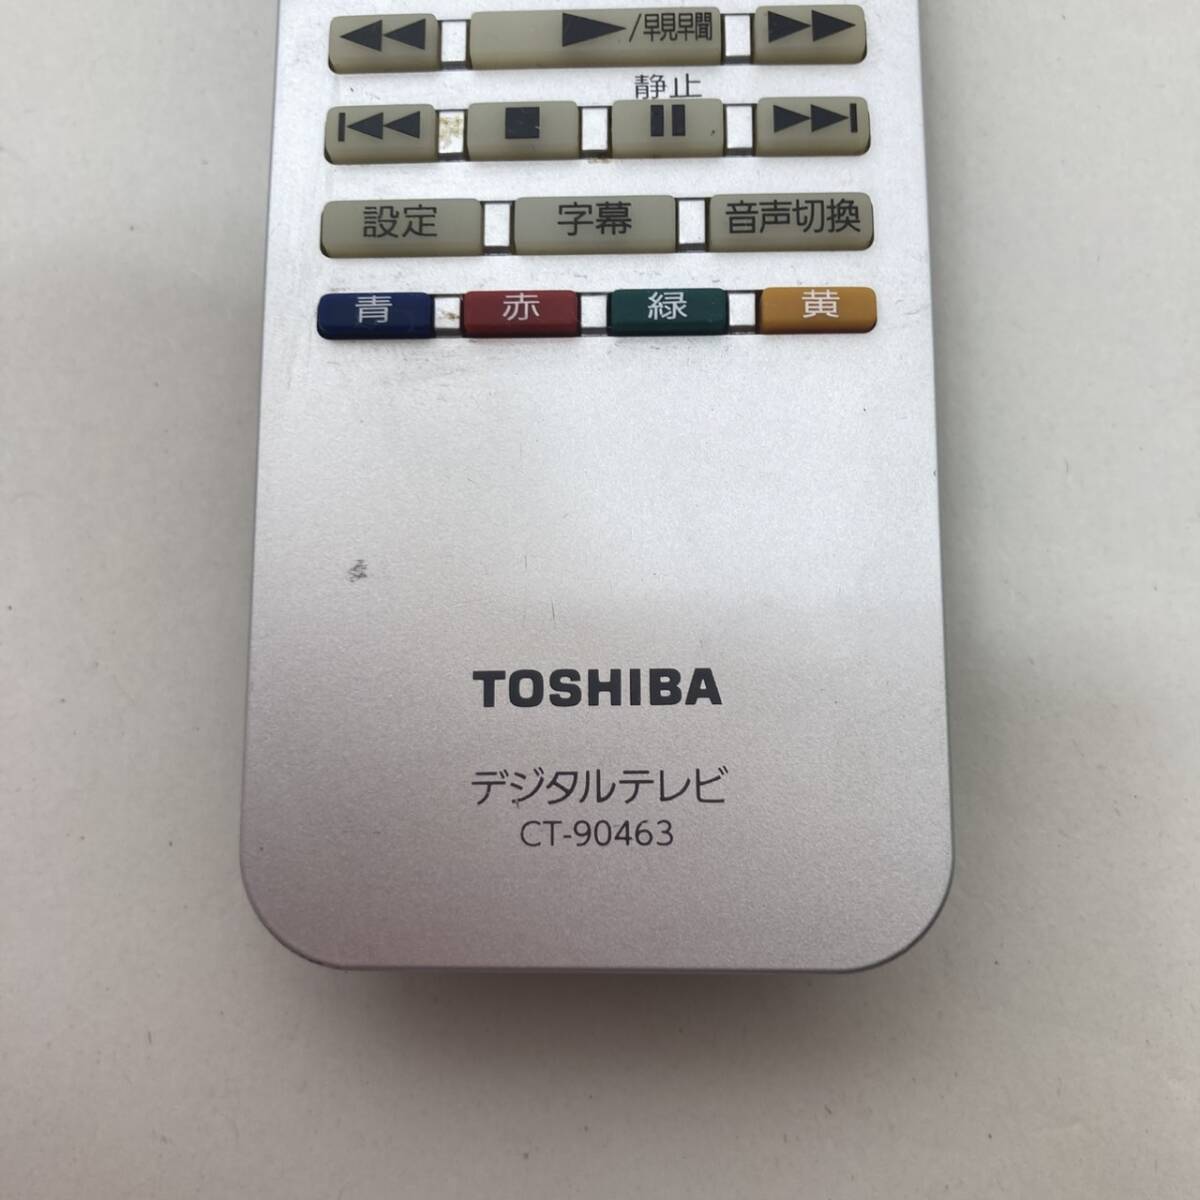 /早見早聞
静止
設定 字幕 音声切換
青 赤 緑 黄
TOSHIBA
デジタルテレビ
CT-90463